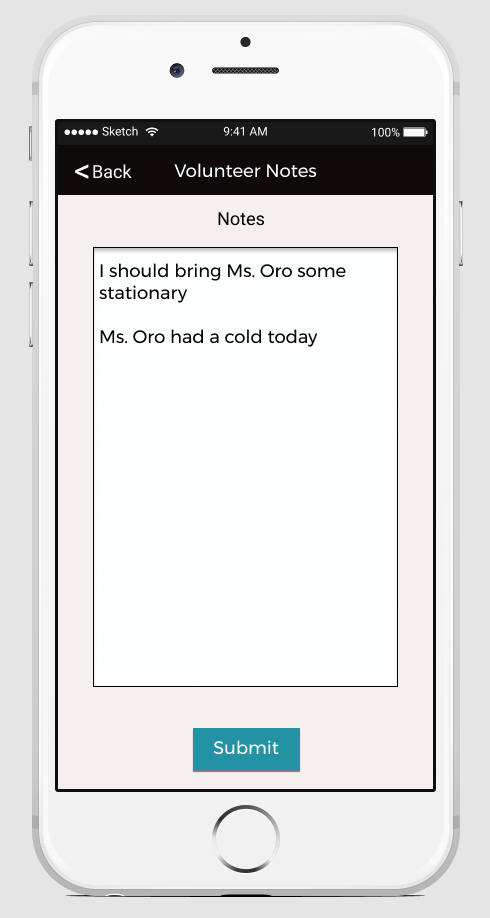 Sketch 9:41 AM 100%
< Back Volunteer Notes
Notes
I should bring Ms. Oro some
stationary
Ms. Oro had a cold today
Submit